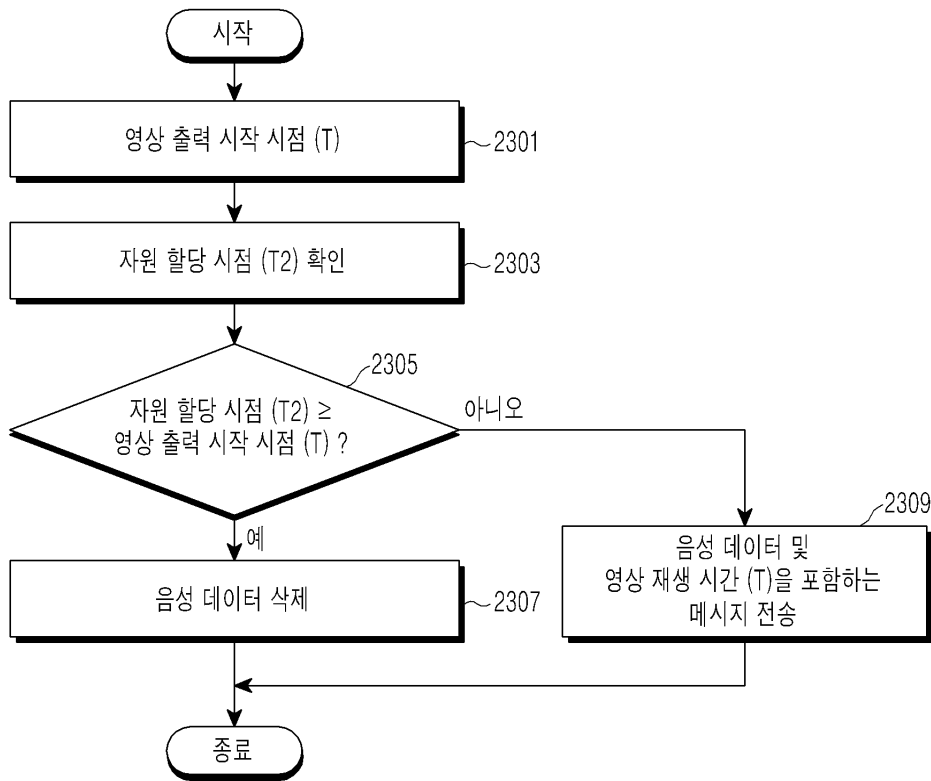 시작
영상 출력 시작 시점 (T)
2301
자원 할당 시점 (T2) 확인
2303
2305
자원 할당 시점 (T2) ≥
영상 출력 시작 시점 (T) ?
아니오
예
2309
음성 데이터 및
영상 재생 시간 (T)을 포함하는
메시지 전송
음성 데이터 삭제
2307
종료